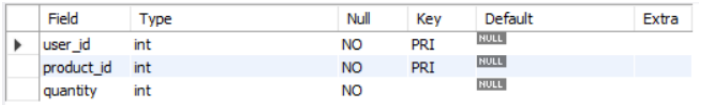 Field Type Null Key Default Extra
user_id int NO PRI NULL
product_id int NO PRI NULL
quantity int NO NULL